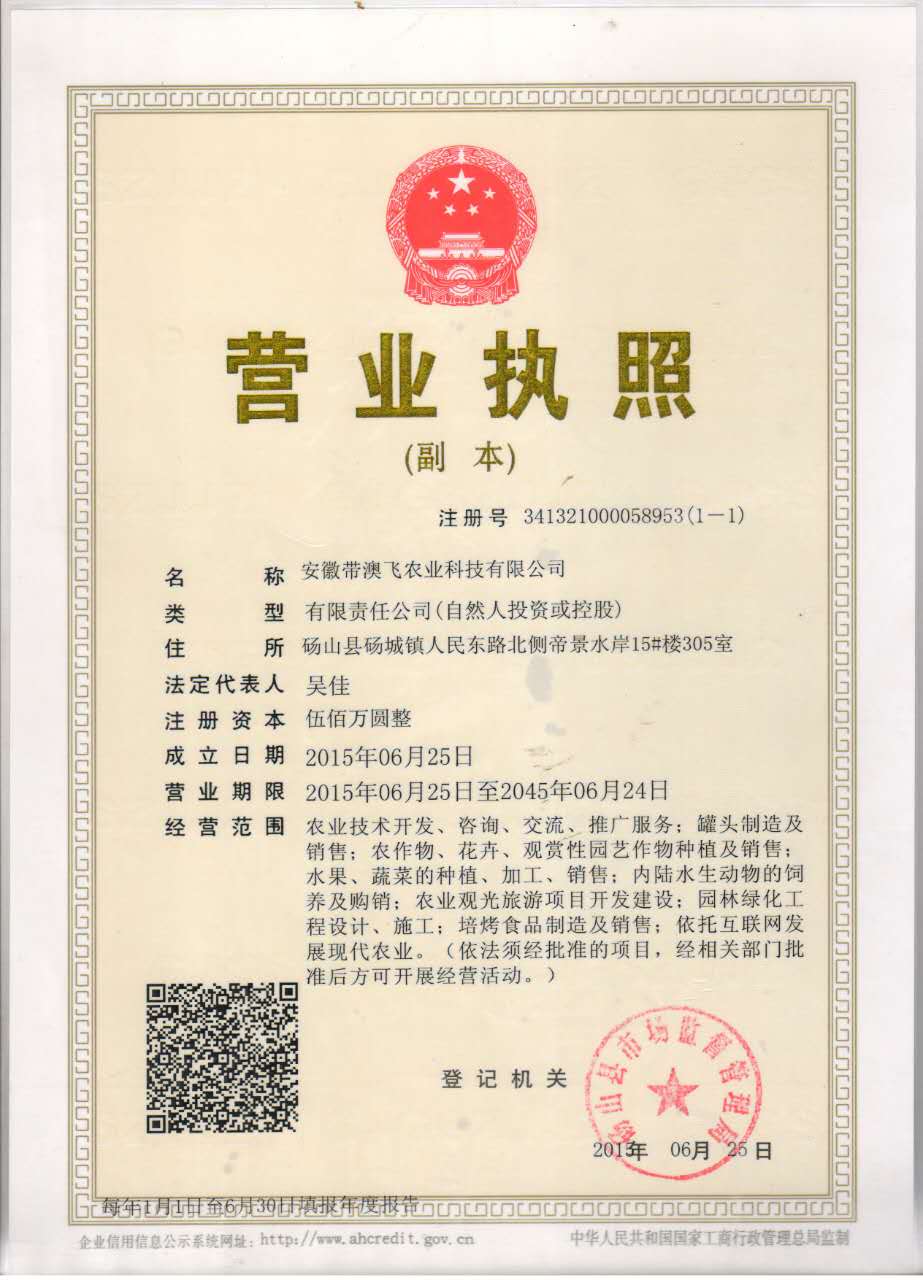 营业执照
(副 本)
注册号 341321000058953(1-1)
名称 安徽带澳飞农业科技有限公司
类型 有限责任公司(自然人投资或控股)
住所 砀山县砀城镇人民东路北侧帝景水岸15#楼305室
法定代表人 吴佳
注册资本 伍佰万圆整
成立日期 2015年06月25日
营业期限 2015年06月25日至2045年06月24日
经营范围 农业技术开发、咨询、交流、推广服务；罐头制造及
销售；农作物、花卉、观赏性园艺作物种植及销售；
水果、蔬菜的种植、加工、销售；内陆水生动物的饲
养及购销；农业观光旅游项目开发建设；园林绿化工
程设计、施工；培烤食品制造及销售；依托互联网发
展现代农业。（依法须经批准的项目，经相关部门批
准后方可开展经营活动。）
砀山县市场监督管理局
登记机关
2015年 06月 25日
每年1月1日至6月30日填报年度报告
企业信用信息公示系统网址：http://www.ahcredit.gov.cn
中华人民共和国国家工商行政管理总局监制